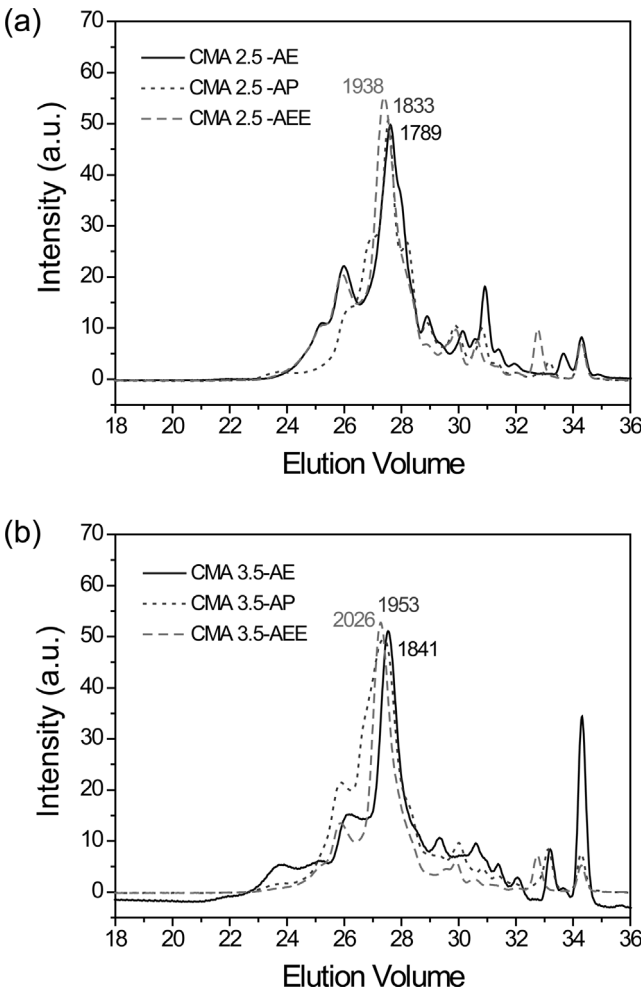 (a)
70
60
50
40
30
20
10
0
Intensity (a.u.)
CMA 2.5 -AE
CMA 2.5 -AP
CMA 2.5 -AEE
1938
1833
1789
18 20 22 24 26 28 30 32 34 36
Elution Volume
(b)
70
60
50
40
30
20
10
0
Intensity (a.u.)
CMA 3.5-AE
CMA 3.5-AP
CMA 3.5-AEE
1953
2026
1841
18 20 22 24 26 28 30 32 34 36
Elution Volume